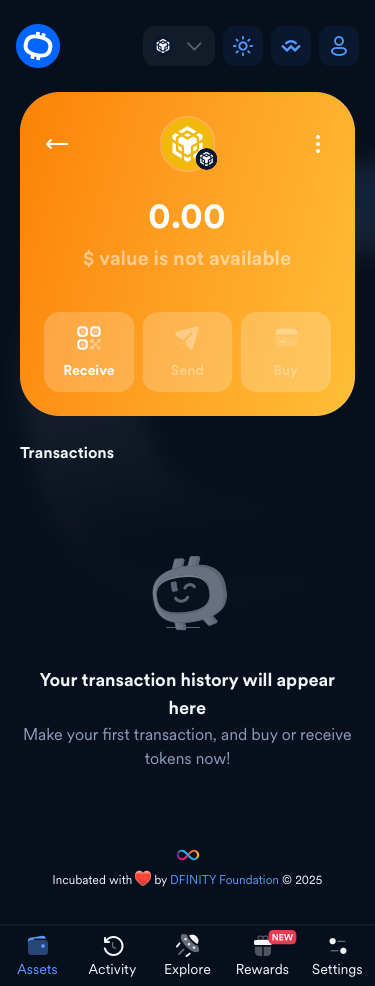 0.00
$ value is not available
Receive
Send
Buy
Transactions
Your transaction history will appear
here
Make your first transaction, and buy or receive
tokens now!
Incubated with ❤️ by DFINITY Foundation © 2025
NEW
Assets
Activity
Explore
Rewards
Settings